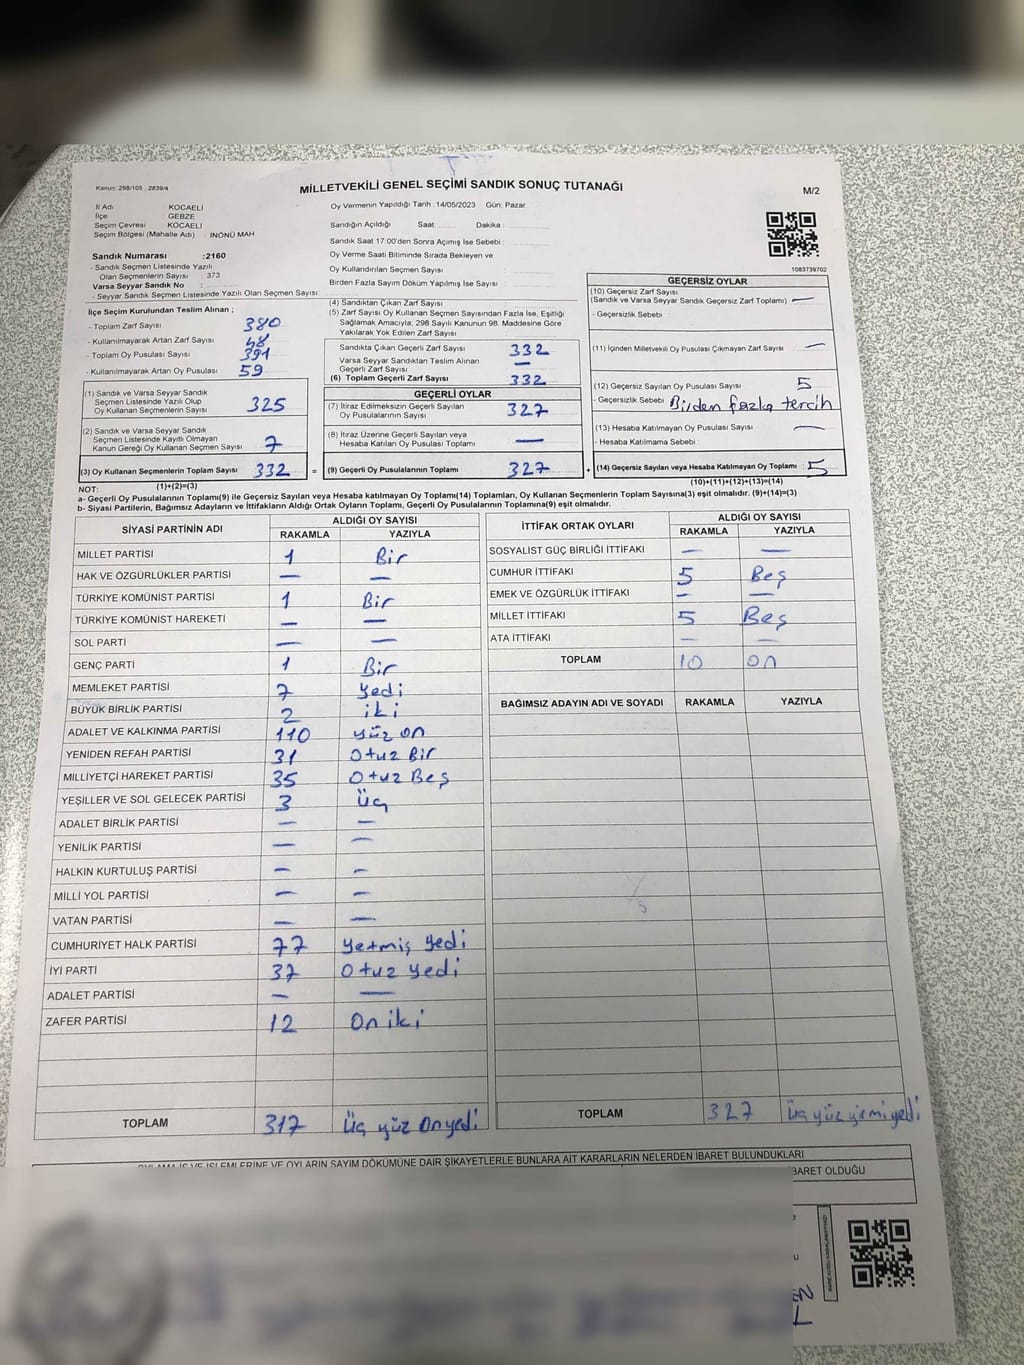 Kanun: 298/105 , 2839/4
MİLLETVEKİLİ GENEL SEÇİMİ SANDIK SONUÇ TUTANAĞI
M/2
İl Adı : KOCAELİ
İlçe : GEBZE
Seçim Çevresi : KOCAELİ
Seçim Bölgesi (Mahalle Adı) : İNÖNÜ MAH
Oy Vermenin Yapıldığı Tarih :14/05/2023 Gün: Pazar
Sandığın Açıldığı Saat: Dakika :
Sandık Saat 17:00'den Sonra Açımış İse Sebebi :
Oy Verme Saati Bitiminde Sırada Bekleyen ve
Oy Kullandırılan Seçmen Sayısı :
Birden Fazla Sayım Döküm Yapılmış İse Sayısı :
1083739702
Sandık Numarası :2160
- Sandık Seçmen Listesinde Yazılı
Olan Seçmenlerin Sayısı : 373
Varsa Seyyar Sandık No :
- Seyyar Sandık Seçmen Listesinde Yazılı Olan Seçmen Sayısı:
İlçe Seçim Kurulundan Teslim Alınan ;
- Toplam Zarf Sayısı 380
- Kullanılmayarak Artan Zarf Sayısı 48
- Toplam Oy Pusulası Sayısı 391
- Kullanılmayarak Artan Oy Pusulası 59
(1) Sandık ve Varsa Seyyar Sandık
Seçmen Listesinde Yazılı Olup
Oy Kullanan Seçmenlerin Sayısı 325
(2) Sandık ve Varsa Seyyar Sandık
Seçmen Listesinde Kayıtlı Olmayan
Kanun Gereği Oy Kullanan Seçmen Sayısı 7
(3) Oy Kullanan Seçmenlerin Toplam Sayısı 332 =
(4) Sandıktan Çıkan Zarf Sayısı
(5) Zarf Sayısı Oy Kullanan Seçmen Sayısından Fazla İse, Eşitliği
Sağlamak Amacıyla, 298 Sayılı Kanunun 98. Maddesine Göre
Yakılarak Yok Edilen Zarf Sayısı
Sandıkta Çıkan Geçerli Zarf Sayısı 332
Varsa Seyyar Sandıktan Teslim Alınan
Geçerli Zarf Sayısı —
(6) Toplam Geçerli Zarf Sayısı 332
GEÇERLİ OYLAR
(7) İtiraz Edilmeksizin Geçerli Sayılan
Oy Pusulalarının Sayısı 327
(8) İtiraz Üzerine Geçerli Sayılan veya
Hesaba Katılan Oy Pusulası Toplamı —
(9) Geçerli Oy Pusulalarının Toplamı 327 +
GEÇERSİZ OYLAR
(10) Geçersiz Zarf Sayısı
(Sandık ve Varsa Seyyar Sandık Geçersiz Zarf Toplamı) —
- Geçersizlik Sebebi :
(11) İçinden Milletvekili Oy Pusulası Çıkmayan Zarf Sayısı —
(12) Geçersiz Sayılan Oy Pusulası Sayısı 5
- Geçersizlik Sebebi : Birden fazla tercih
(13) Hesaba Katılmayan Oy Pusulası Sayısı —
- Hesaba Katılmama Sebebi :
(14) Geçersiz Sayılan veya Hesaba Katılmayan Oy Toplamı : 5
NOT: (1)+(2)=(3)
(10)+(11)+(12)+(13)=(14)
a- Geçerli Oy Pusulalarının Toplamı(9) ile Geçersiz Sayılan veya Hesaba katılmayan Oy Toplamı(14) Toplamları, Oy Kullanan Seçmenlerin Toplam Sayısına(3) eşit olmalıdır. (9)+(14)=(3)
b- Siyasi Partilerin, Bağımsız Adayların ve İttifakların Aldığı Ortak Oyların Toplamı, Geçerli Oy Pusulalarının Toplamına(9) eşit olmalıdır.
SİYASİ PARTİNİN ADI ALDIĞI OY SAYISI
RAKAMLA YAZIYLA
MİLLET PARTİSİ 1 Bir
HAK VE ÖZGÜRLÜKLER PARTİSİ — —
TÜRKİYE KOMÜNİST PARTİSİ 1 Bir
TÜRKİYE KOMÜNİST HAREKETİ — —
SOL PARTİ — —
GENÇ PARTİ 1 Bir
MEMLEKET PARTİSİ 7 yedi
BÜYÜK BİRLİK PARTİSİ 2 iki
ADALET VE KALKINMA PARTİSİ 110 yüz on
YENİDEN REFAH PARTİSİ 31 Otuz Bir
MİLLİYETÇİ HAREKET PARTİSİ 35 Otuz Beş
YEŞİLLER VE SOL GELECEK PARTİSİ 3 Üç
ADALET BİRLİK PARTİSİ — —
YENİLİK PARTİSİ — —
HALKIN KURTULUŞ PARTİSİ — —
MİLLİ YOL PARTİSİ — —
VATAN PARTİSİ — —
CUMHURİYET HALK PARTİSİ 77 yetmiş yedi
İYİ PARTİ 37 Otuz yedi
ADALET PARTİSİ — —
ZAFER PARTİSİ 12 On iki
TOPLAM 317 Üç yüz Onyedi
İTTİFAK ORTAK OYLARI ALDIĞI OY SAYISI
RAKAMLA YAZIYLA
SOSYALİST GÜÇ BİRLİĞİ İTTİFAKI — —
CUMHUR İTTİFAKI 5 Beş
EMEK VE ÖZGÜRLÜK İTTİFAKI — —
MİLLET İTTİFAKI 5 Beş
ATA İTTİFAKI — —
TOPLAM 10 on
BAĞIMSIZ ADAYIN ADI VE SOYADI RAKAMLA YAZIYLA
TOPLAM 327 üç yüz yirmi yedi
OYLAMA İŞ VE İŞLEMLERİNE VE OYLARIN SAYIM DÖKÜMÜNE DAİR ŞİKAYETLERLE BUNLARA AİT KARARLARIN NELERDEN İBARET BULUNDUKLARI
İBARET OLDUĞU